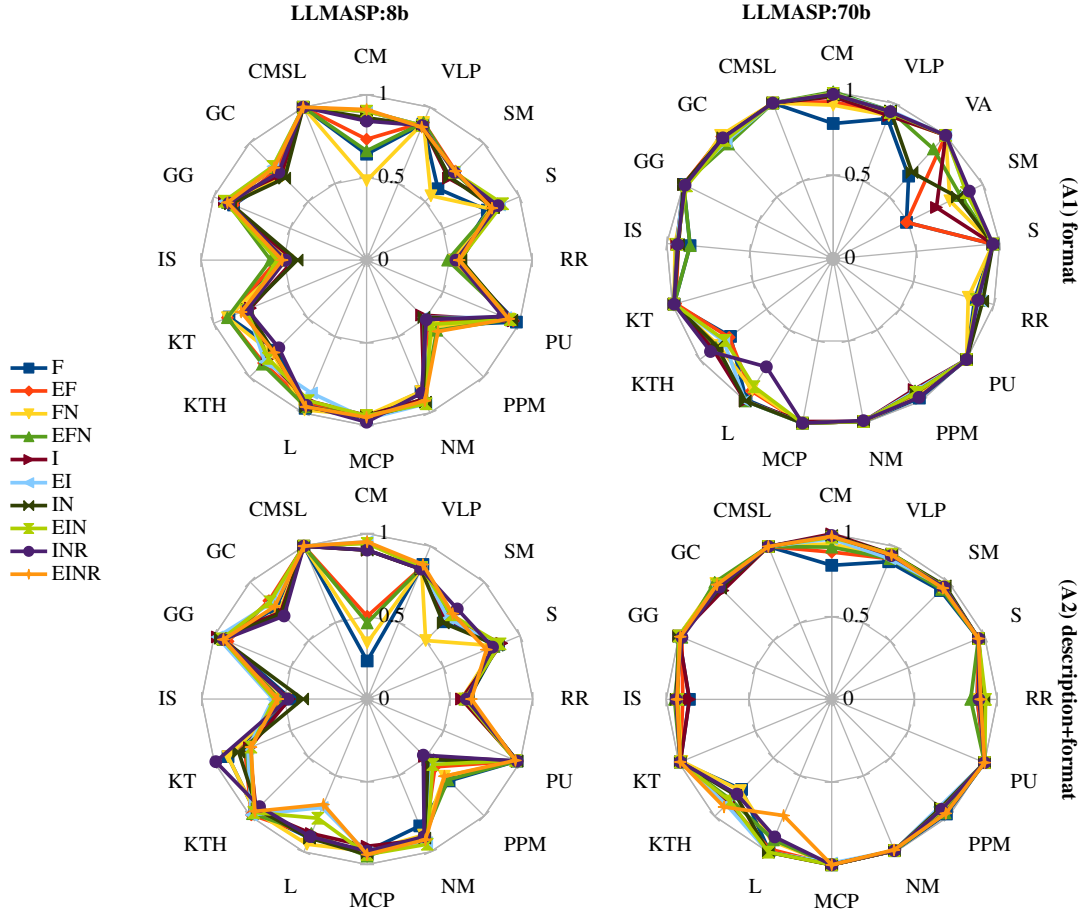 LLMASP:8b
LLMASP:70b
CM
VLP
SM
S
RR
PU
PPM
NM
MCP
L
KTH
KT
IS
GG
GC
CMSL
1
0.5
0
CM
VLP
VA
SM
S
RR
PU
PPM
NM
MCP
L
KTH
KT
IS
GG
GC
CMSL
1
0.5
0
(A1) format
F
EF
FN
EFN
I
EI
IN
EIN
INR
EINR
CM
VLP
SM
S
RR
PU
PPM
NM
MCP
L
KTH
KT
IS
GG
GC
CMSL
1
0.5
0
CM
VLP
SM
S
RR
PU
PPM
NM
MCP
L
KTH
KT
IS
GG
GC
CMSL
1
0.5
0
(A2) description+format